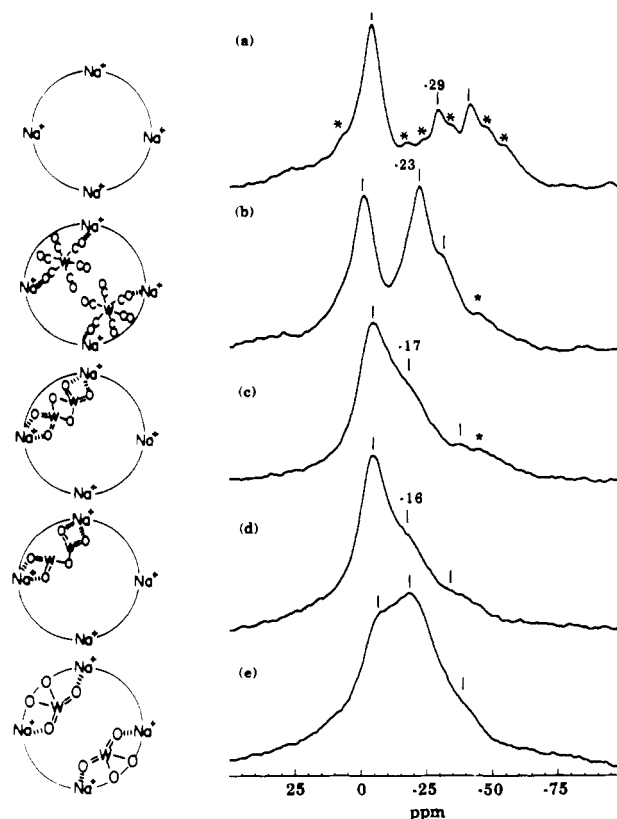 (a)
-29
* * * * * *
Na⁺
Na⁺ Na⁺
Na⁺
(b)
-23
*
Na⁺
Na⁺ Na⁺
Na⁺
(c)
-17
*
Na⁺
Na⁺ Na⁺
Na⁺
(d)
-16
Na⁺
Na⁺ Na⁺
Na⁺
(e)
Na⁺
Na⁺ Na⁺
Na⁺
25 0 -25 -50 -75
ppm